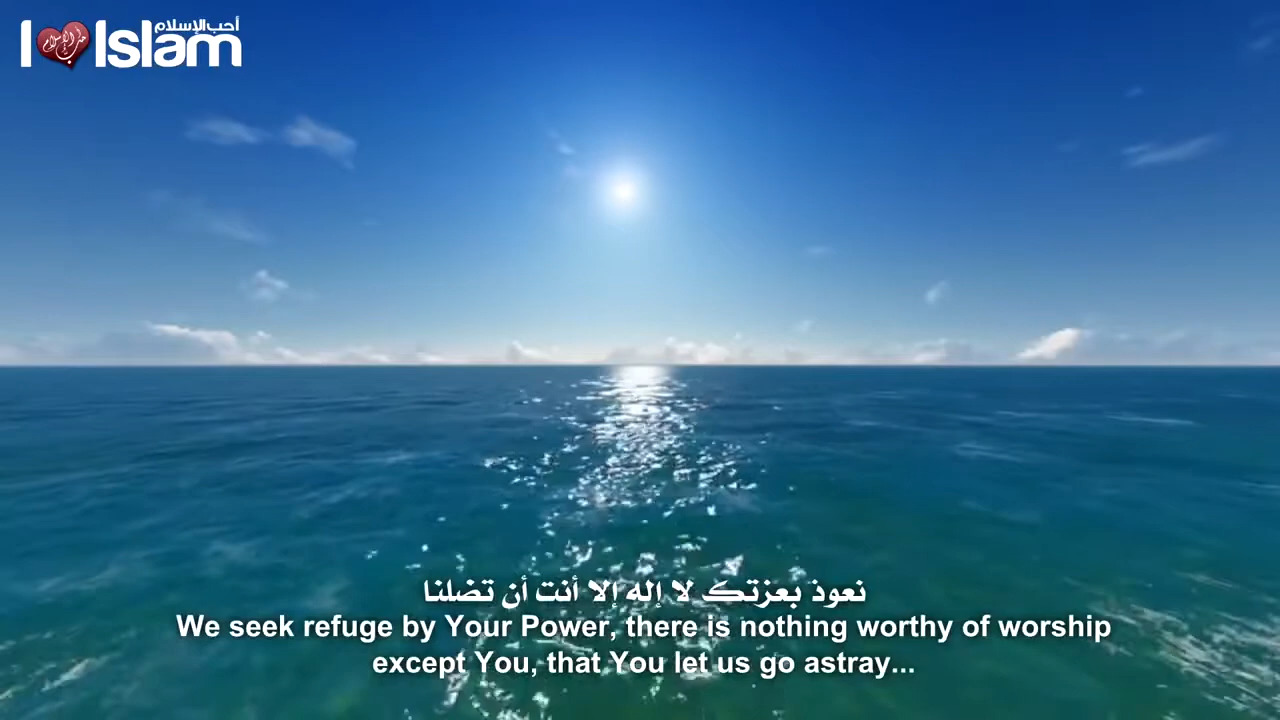 أحب الإسلام
I Islam
نعوذ بعزتك لا إله إلا أنت أن تضلنا
We seek refuge by Your Power, there is nothing worthy of worship
except You, that You let us go astray...